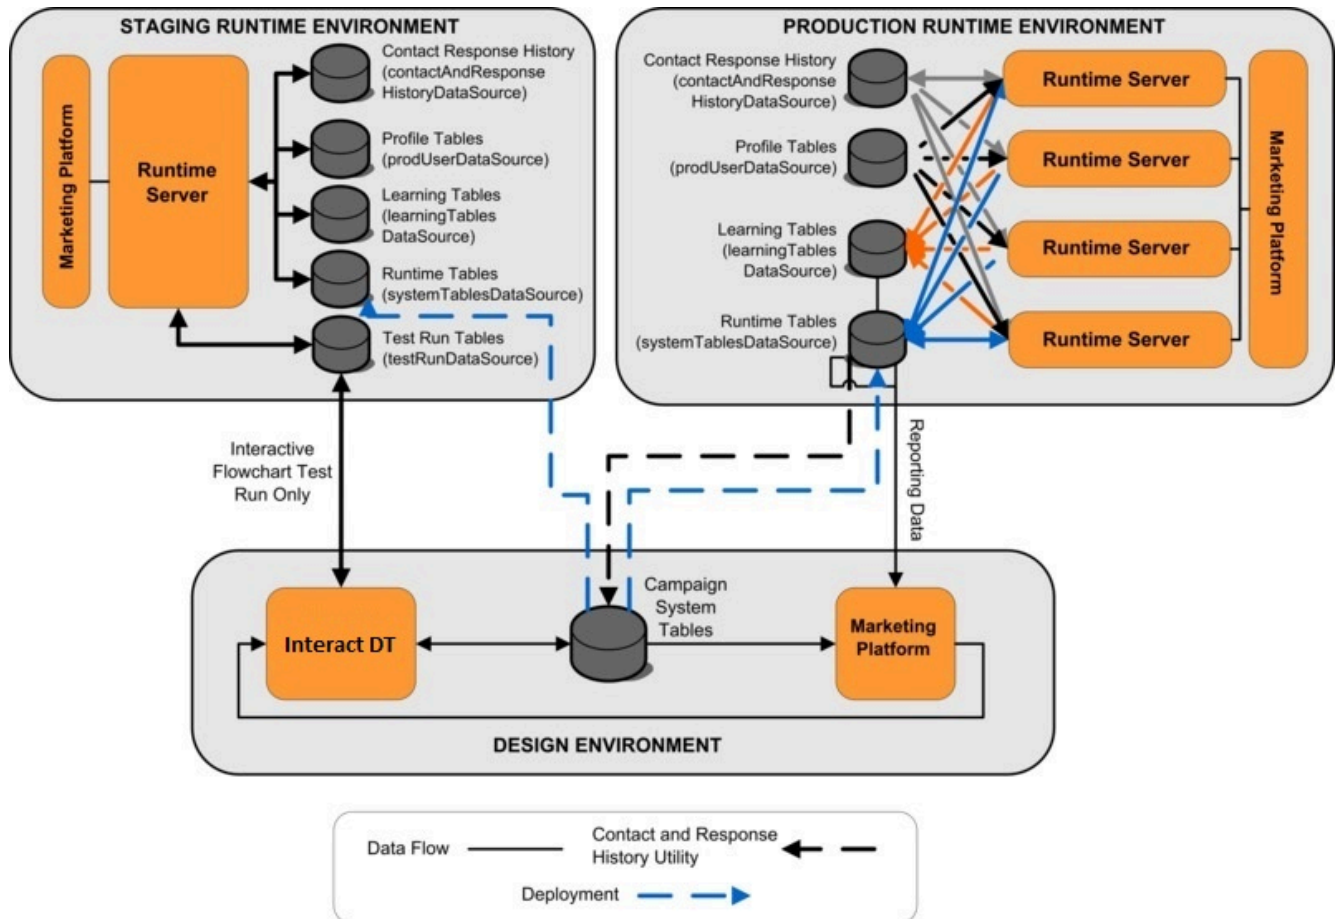 STAGING RUNTIME ENVIRONMENT
Marketing Platform
Runtime
Server
Contact Response History
(contactAndResponse
HistoryDataSource)
Profile Tables
(prodUserDataSource)
Learning Tables
(learningTables
DataSource)
Runtime Tables
(systemTablesDataSource)
Test Run Tables
(testRunDataSource)
PRODUCTION RUNTIME ENVIRONMENT
Contact Response History
(contactAndResponse
HistoryDataSource)
Profile Tables
(prodUserDataSource)
Learning Tables
(learningTables
DataSource)
Runtime Tables
(systemTablesDataSource)
Runtime Server
Runtime Server
Runtime Server
Runtime Server
Marketing Platform
Interactive
Flowchart Test
Run Only
Reporting Data
Interact DT
Campaign
System
Tables
Marketing
Platform
DESIGN ENVIRONMENT
Data Flow
Contact and Response
History Utility
Deployment